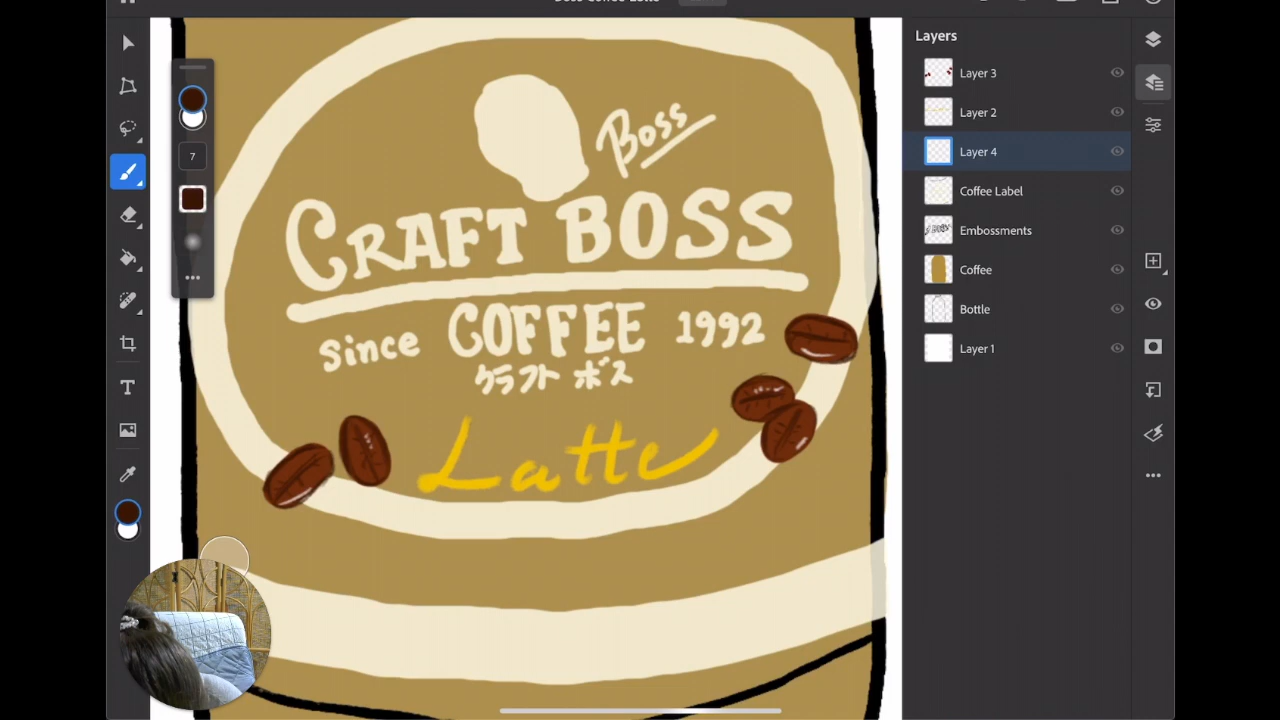 Layers
Layer 3
Layer 2
Layer 4
Coffee Label
Embossments
Coffee
Bottle
Layer 1
7
Boss
CRAFT BOSS
since COFFEE 1992
クラフト ボス
Latte